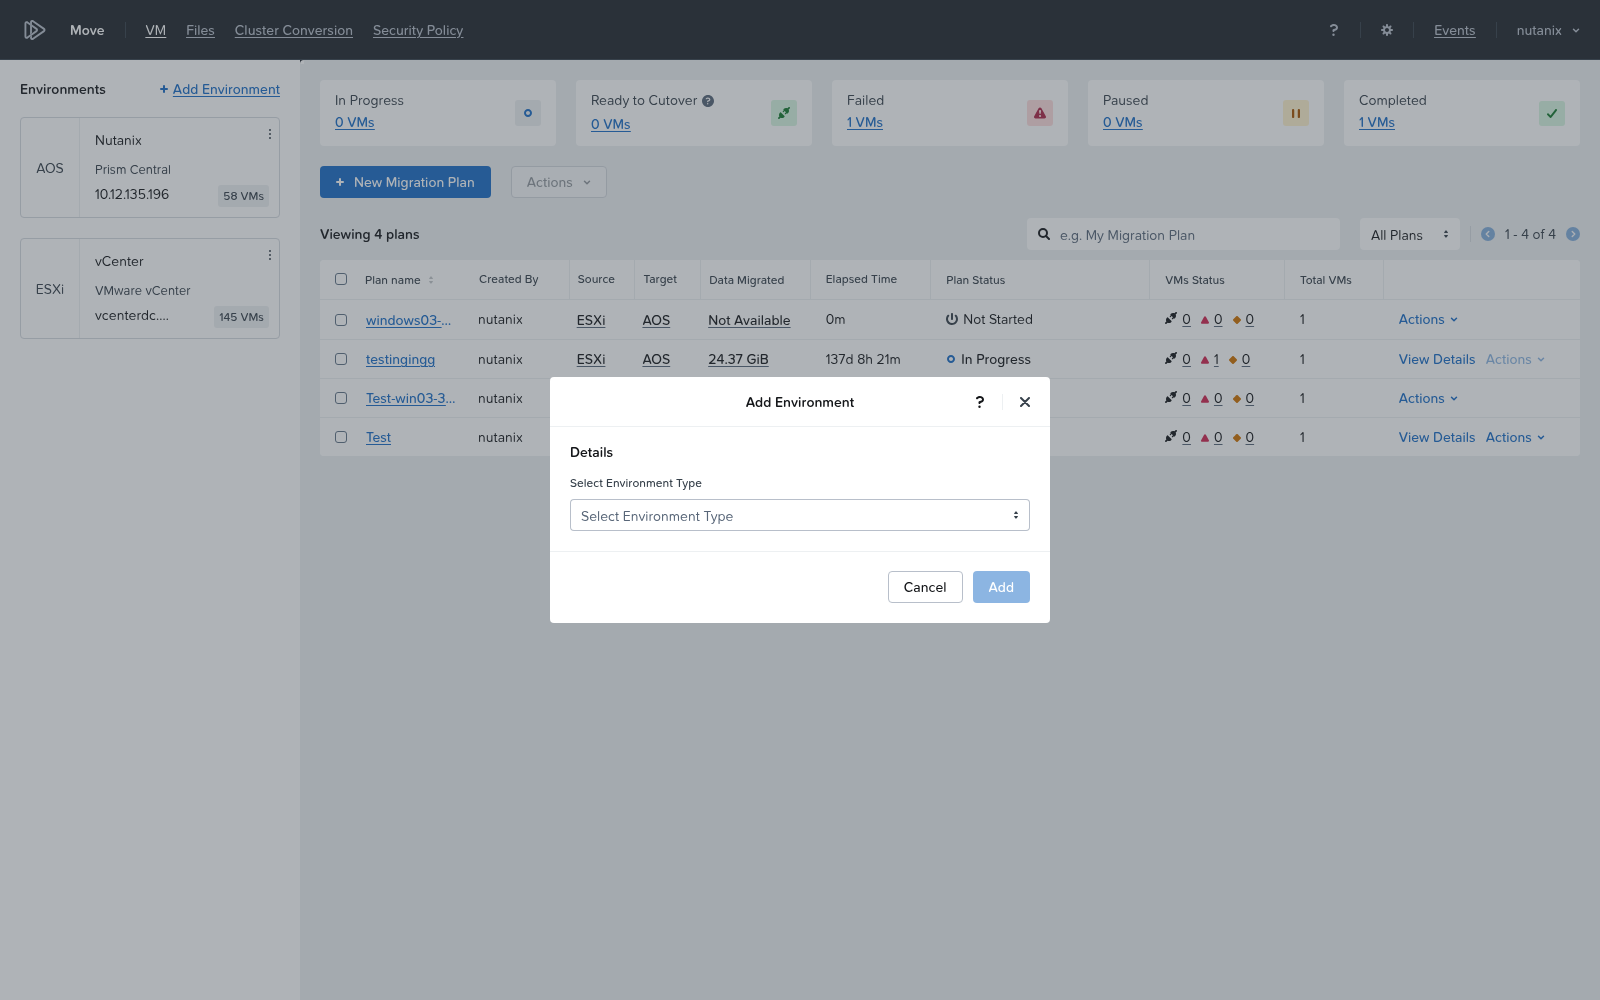 Move VM Files Cluster Conversion Security Policy ? Events nutanix
Environments + Add Environment
AOS
Nutanix
Prism Central
10.12.135.196
58 VMs
ESXi
vCenter
VMware vCenter
vcenterdc....
145 VMs
In Progress
0 VMs
Ready to Cutover ?
0 VMs
Failed
1 VMs
Paused
0 VMs
Completed
1 VMs
+ New Migration Plan Actions
Viewing 4 plans e.g. My Migration Plan All Plans 1 - 4 of 4
Plan name Created By Source Target Data Migrated Elapsed Time Plan Status VMs Status Total VMs
windows03-... nutanix ESXi AOS Not Available 0m Not Started 0 0 0 1 Actions
testingingg nutanix ESXi AOS 24.37 GiB 137d 8h 21m In Progress 0 1 0 1 View Details Actions
Test-win03-3... nutanix 0 0 0 1 Actions
Test nutanix 0 0 0 1 View Details Actions
Add Environment ?
Details
Select Environment Type
Select Environment Type
Cancel Add